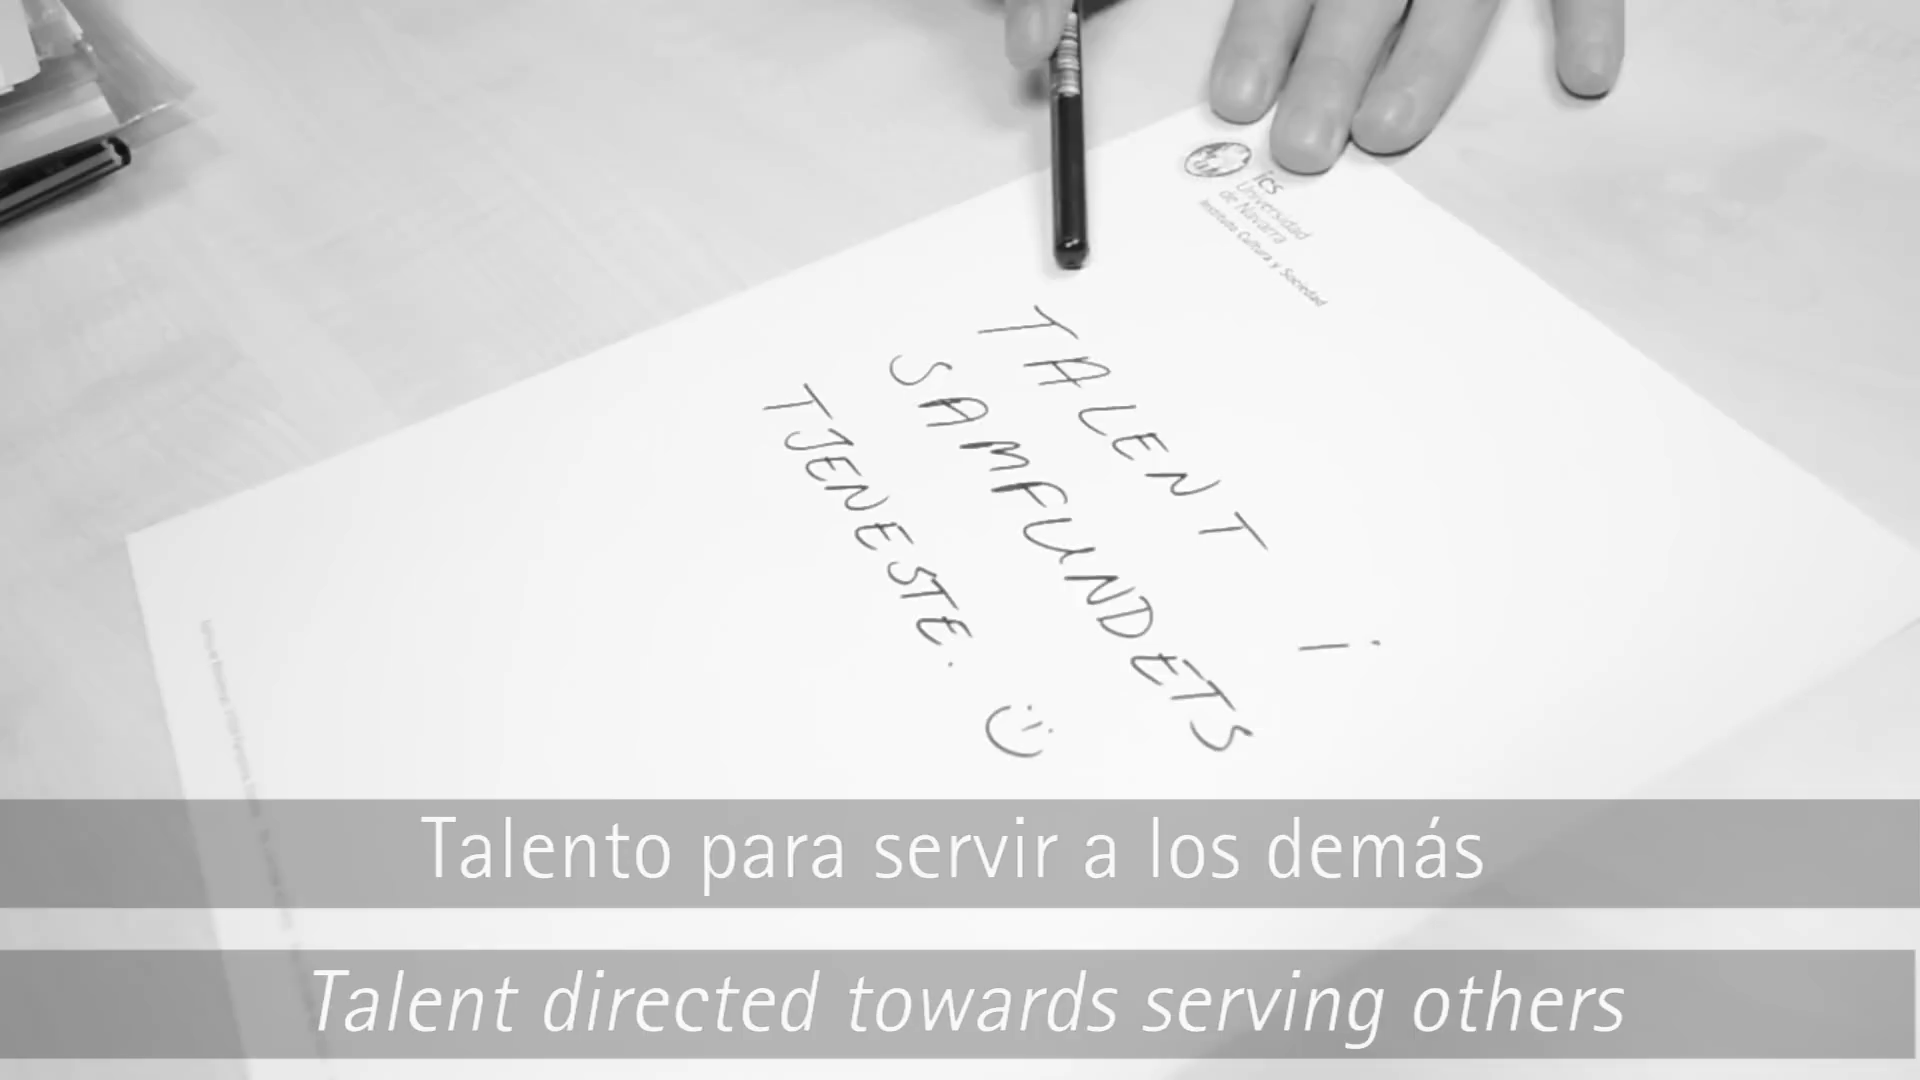 ics
Universidad
de Navarra
Instituto Cultura y Sociedad
TALENT i
SAMFUNDETS
TJENESTE.
Talento para servir a los demás
Talent directed towards serving others